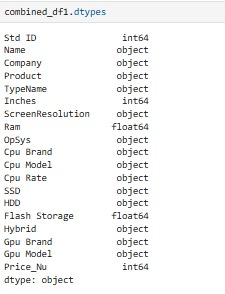 combined_df1.dtypes
Std ID int64
Name object
Company object
Product object
TypeName object
Inches int64
ScreenResolution object
Ram float64
OpSys object
Cpu Brand object
Cpu Model object
Cpu Rate object
SSD object
HDD object
Flash Storage float64
Hybrid object
Gpu Brand object
Gpu Model object
Price_Nu int64
dtype: object